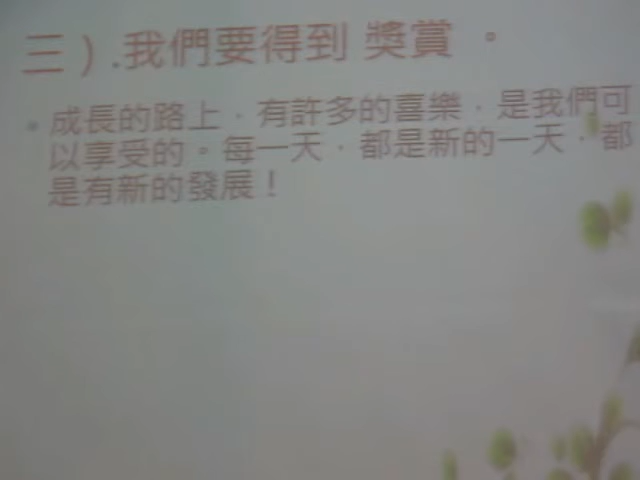 三）.我們要得到 獎賞 。
• 成長的路上，有許多的喜樂，是我們可
以享受的。每一天，都是新的一天，都
是有新的發展！